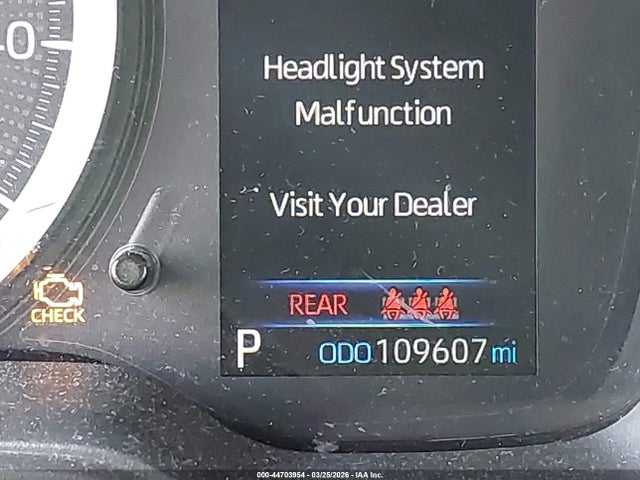 Headlight System
Malfunction
Visit Your Dealer
REAR
CHECK
P ODO 109607 mi
000-44703954 - 03/25/2026 - IAA Inc.